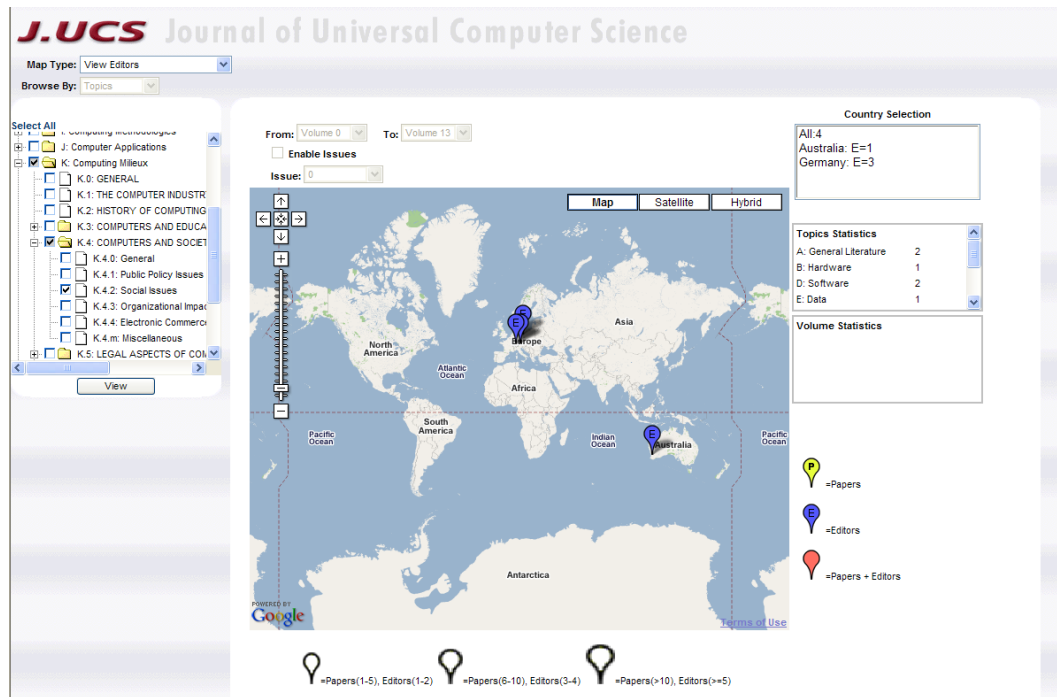 J.UCS Journal of Universal Computer Science
Map Type: View Editors
Browse By: Topics
Select All
I: Computing Methodologies
J: Computer Applications
K: Computing Milieux
K.0: GENERAL
K.1: THE COMPUTER INDUSTR
K.2: HISTORY OF COMPUTING
K.3: COMPUTERS AND EDUCA
K.4: COMPUTERS AND SOCIET
K.4.0: General
K.4.1: Public Policy Issues
K.4.2: Social Issues
K.4.3: Organizational Impac
K.4.4: Electronic Commerc
K.4.m: Miscellaneous
K.5: LEGAL ASPECTS OF COM
View
From: Volume 0 To: Volume 13
Enable Issues
Issue: 0
Map Satellite Hybrid
North
America
Atlantic
Ocean
Europe
Asia
Africa
South
America
Pacific
Ocean
Indian
Ocean
Australia
Pacific
Ocean
Antarctica
E
E
E
POWERED BY
Google
Terms of Use
Country Selection
All:4
Australia: E=1
Germany: E=3
Topics Statistics
A: General Literature 2
B: Hardware 1
D: Software 2
E: Data 1
Volume Statistics
P =Papers
E =Editors
=Papers + Editors
=Papers(1-5), Editors(1-2) =Papers(6-10), Editors(3-4) =Papers(>10), Editors(>=5)